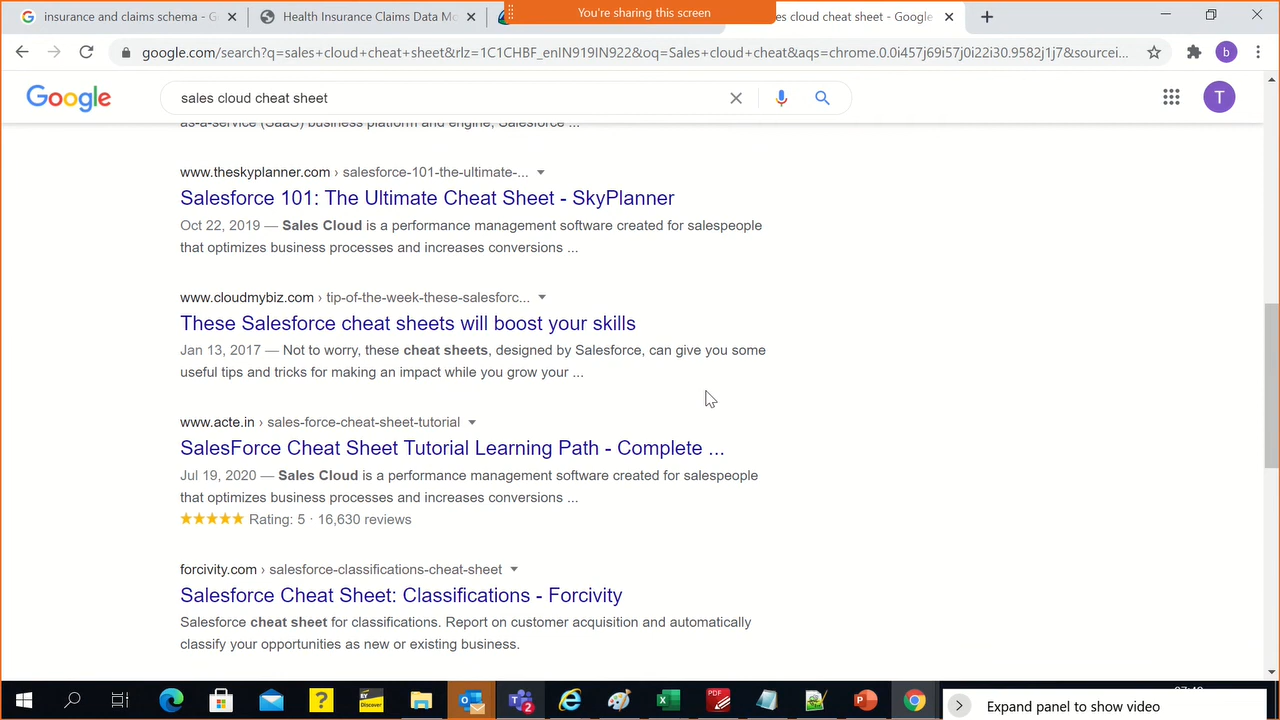 You're sharing this screen
insurance and claims schema - G
Health Insurance Claims Data Mo
es cloud cheat sheet - Google
google.com/search?q=sales+cloud+cheat+sheet&rlz=1C1CHBF_enIN919IN922&oq=Sales+cloud+cheat&aqs=chrome.0.0i457j69i57j0i22i30.9582j1j7&sourcei...
b
Google
sales cloud cheat sheet
T
as-a-service (SaaS) business platform and engine, Salesforce ...
www.theskyplanner.com › salesforce-101-the-ultimate-...
Salesforce 101: The Ultimate Cheat Sheet - SkyPlanner
Oct 22, 2019 — Sales Cloud is a performance management software created for salespeople
that optimizes business processes and increases conversions ...
www.cloudmybiz.com › tip-of-the-week-these-salesforc...
These Salesforce cheat sheets will boost your skills
Jan 13, 2017 — Not to worry, these cheat sheets, designed by Salesforce, can give you some
useful tips and tricks for making an impact while you grow your ...
www.acte.in › sales-force-cheat-sheet-tutorial
SalesForce Cheat Sheet Tutorial Learning Path - Complete ...
Jul 19, 2020 — Sales Cloud is a performance management software created for salespeople
that optimizes business processes and increases conversions ...
Rating: 5 · 16,630 reviews
forcivity.com › salesforce-classifications-cheat-sheet
Salesforce Cheat Sheet: Classifications - Forcivity
Salesforce cheat sheet for classifications. Report on customer acquisition and automatically
classify your opportunities as new or existing business.
EY
Discover
2
PDF
Expand panel to show video